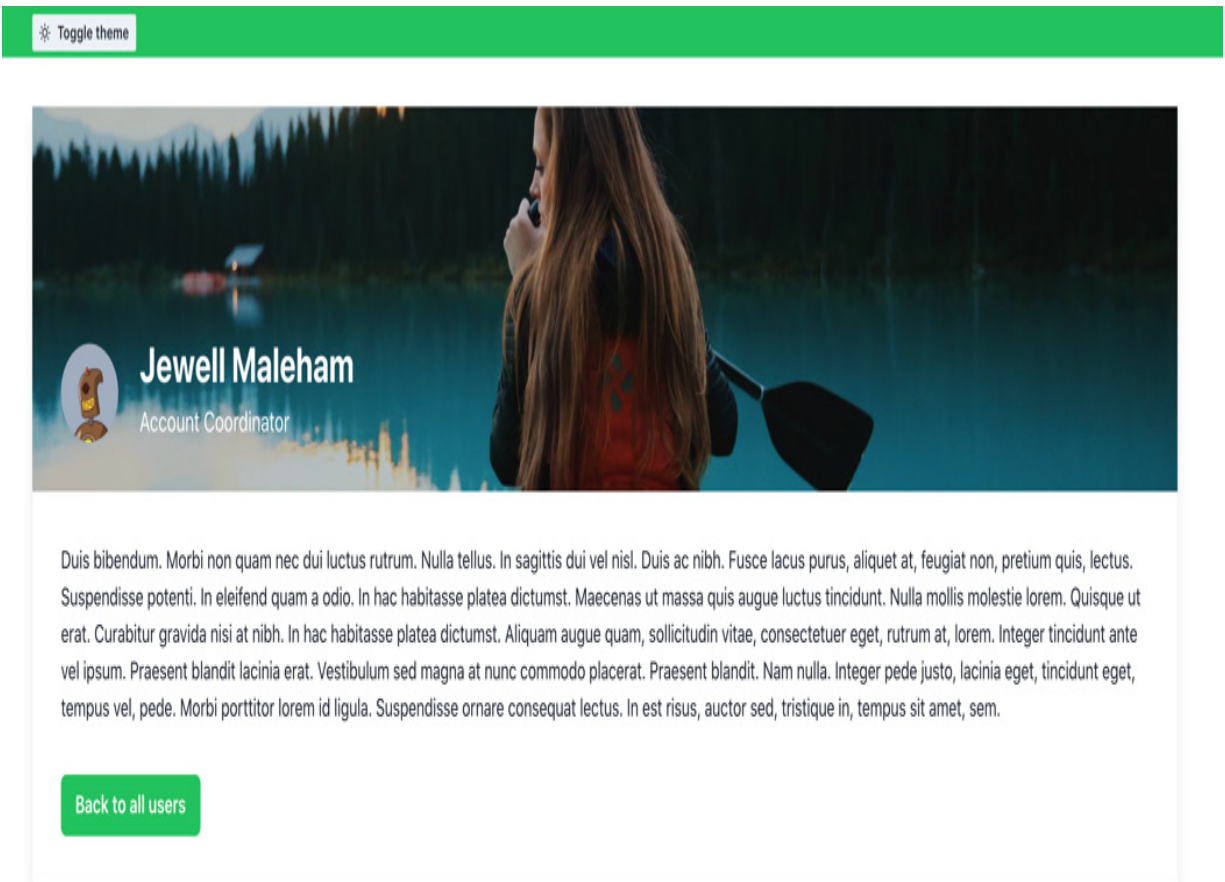 Toggle theme
Jewell Maleham
Account Coordinator
Duis bibendum. Morbi non quam nec dui luctus rutrum. Nulla tellus. In sagittis dui vel nisl. Duis ac nibh. Fusce lacus purus, aliquet at, feugiat non, pretium quis, lectus.
Suspendisse potenti. In eleifend quam a odio. In hac habitasse platea dictumst. Maecenas ut massa quis augue luctus tincidunt. Nulla mollis molestie lorem. Quisque ut
erat. Curabitur gravida nisi at nibh. In hac habitasse platea dictumst. Aliquam augue quam, sollicitudin vitae, consectetuer eget, rutrum at, lorem. Integer tincidunt ante
vel ipsum. Praesent blandit lacinia erat. Vestibulum sed magna at nunc commodo placerat. Praesent blandit. Nam nulla. Integer pede justo, lacinia eget, tincidunt eget,
tempus vel, pede. Morbi porttitor lorem id ligula. Suspendisse ornare consequat lectus. In est risus, auctor sed, tristique in, tempus sit amet, sem.
Back to all users